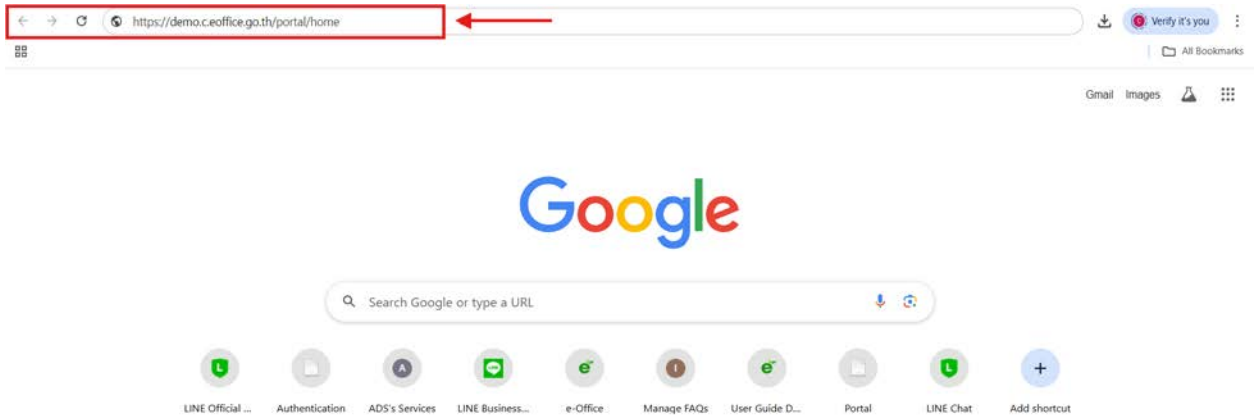 https://demo.c.eoffice.go.th/portal/home
Verify it's you
All Bookmarks
Gmail Images
Google
Search Google or type a URL
L A LINE e I e L +
LINE Official ... Authentication ADS's Services LINE Business... e-Office Manage FAQs User Guide D... Portal LINE Chat Add shortcut